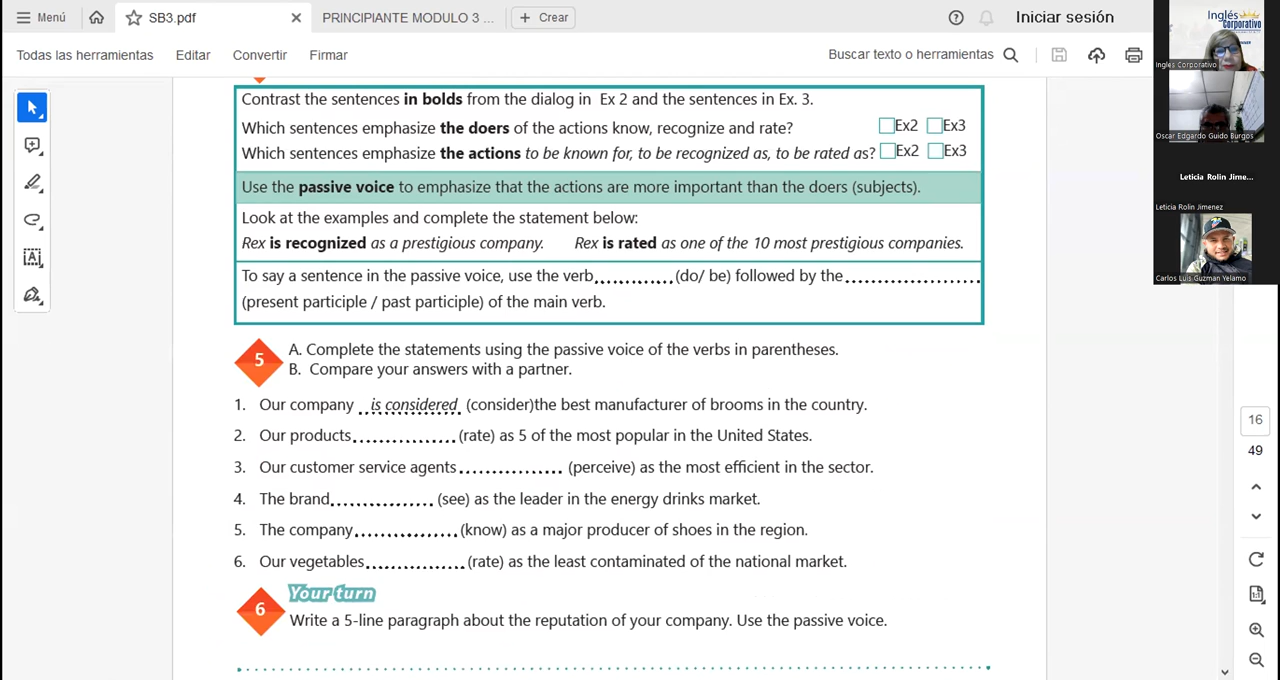 Menú
SB3.pdf
PRINCIPIANTE MODULO 3 ...
Crear
Iniciar sesión
Todas las herramientas
Editar
Convertir
Firmar
Buscar texto o herramientas
Contrast the sentences in bolds from the dialog in Ex 2 and the sentences in Ex. 3.
Which sentences emphasize the doers of the actions know, recognize and rate? Ex2 Ex3
Which sentences emphasize the actions to be known for, to be recognized as, to be rated as? Ex2 Ex3
Use the passive voice to emphasize that the actions are more important than the doers (subjects).
Look at the examples and complete the statement below:
Rex is recognized as a prestigious company. Rex is rated as one of the 10 most prestigious companies.
To say a sentence in the passive voice, use the verb............(do/ be) followed by the....................
(present participle / past participle) of the main verb.
5
A. Complete the statements using the passive voice of the verbs in parentheses.
B. Compare your answers with a partner.
1. Our company is considered (consider)the best manufacturer of brooms in the country.
2. Our products................(rate) as 5 of the most popular in the United States.
3. Our customer service agents................ (perceive) as the most efficient in the sector.
4. The brand................ (see) as the leader in the energy drinks market.
5. The company................(know) as a major producer of shoes in the region.
6. Our vegetables................(rate) as the least contaminated of the national market.
Your turn
6
Write a 5-line paragraph about the reputation of your company. Use the passive voice.
Inglés
Corporativo
Ingles Corporativo
Oscar Edgardo Guido Burgos
Leticia Rolin Jime...
Leticia Rolin Jimenez
Carlos Luis Guzman Yelamo
16
49
1:1